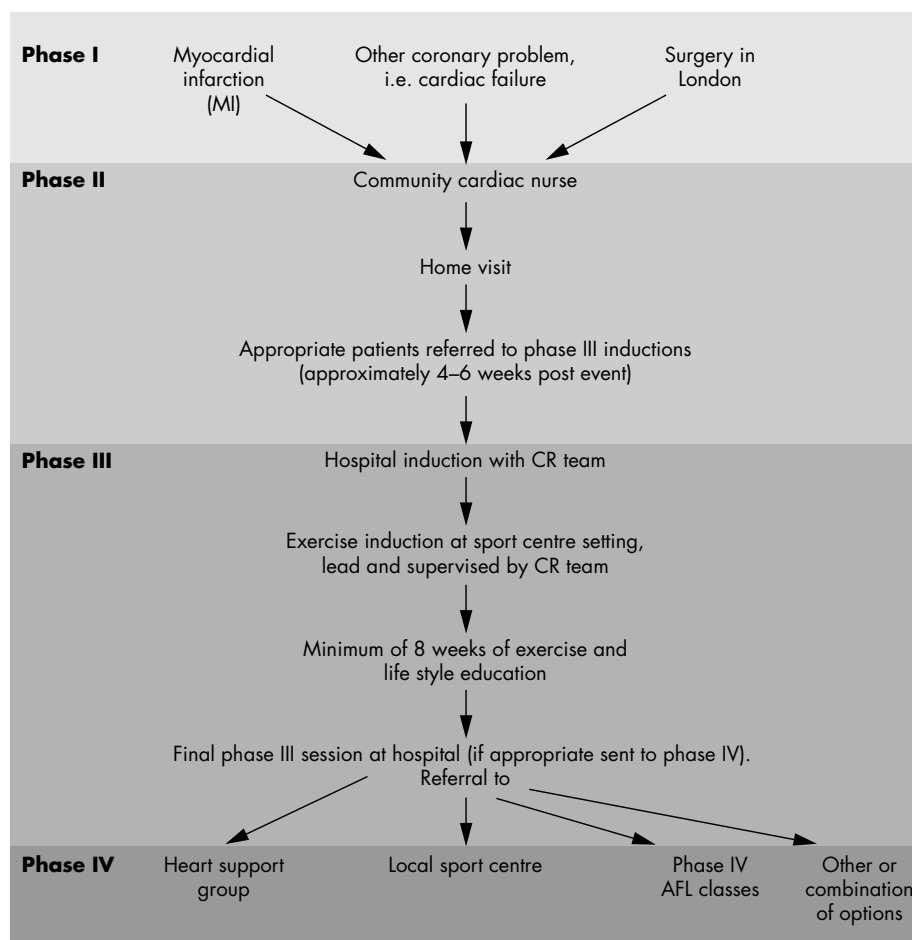 Phase I
Myocardial
infarction
(MI)
Other coronary problem,
i.e. cardiac failure
Surgery in
London
Phase II
Community cardiac nurse
Home visit
Appropriate patients referred to phase III inductions
(approximately 4–6 weeks post event)
Phase III
Hospital induction with CR team
Exercise induction at sport centre setting,
lead and supervised by CR team
Minimum of 8 weeks of exercise and
life style education
Final phase III session at hospital (if appropriate sent to phase IV).
Referral to
Phase IV
Heart support
group
Local sport centre
Phase IV
AFL classes
Other or
combination
of options